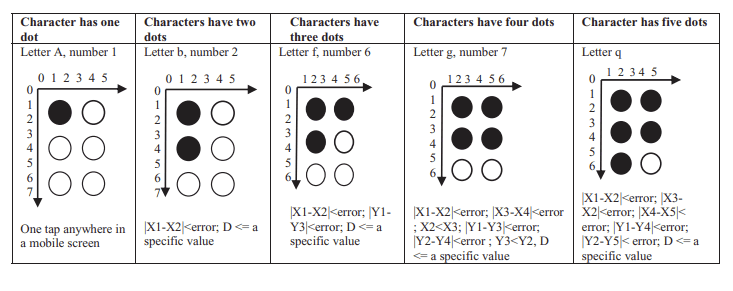 Character has one dot
Letter A, number 1
0 1 2 3 4 5
0
1
2
3
4
5
6
7
One tap anywhere in
a mobile screen
Characters have two dots
Letter b, number 2
0 1 2 3 4 5
0
1
2
3
4
5
6
7
|X1-X2|<error; D <= a
specific value
Characters have three dots
Letter f, number 6
1 2 3 4 5 6
0
1
2
3
4
5
6
|X1-X2|<error; |Y1-
Y3|<error; D <= a
specific value
Characters have four dots
Letter g, number 7
1 2 3 4 5 6
0
1
2
3
4
5
6
|X1-X2|<error; |X3-X4|<error
; X2<X3; |Y1-Y3|<error;
|Y2-Y4|<error ; Y3<Y2, D
<= a specific value
Character has five dots
Letter q
1 2 3 4 5
0
1
2
3
4
5
6
|X1-X2|<error; |X3-
X2|<error; |X4-X5|<
error; |Y1-Y4|<error;
|Y2-Y5|< error; D <= a
specific value